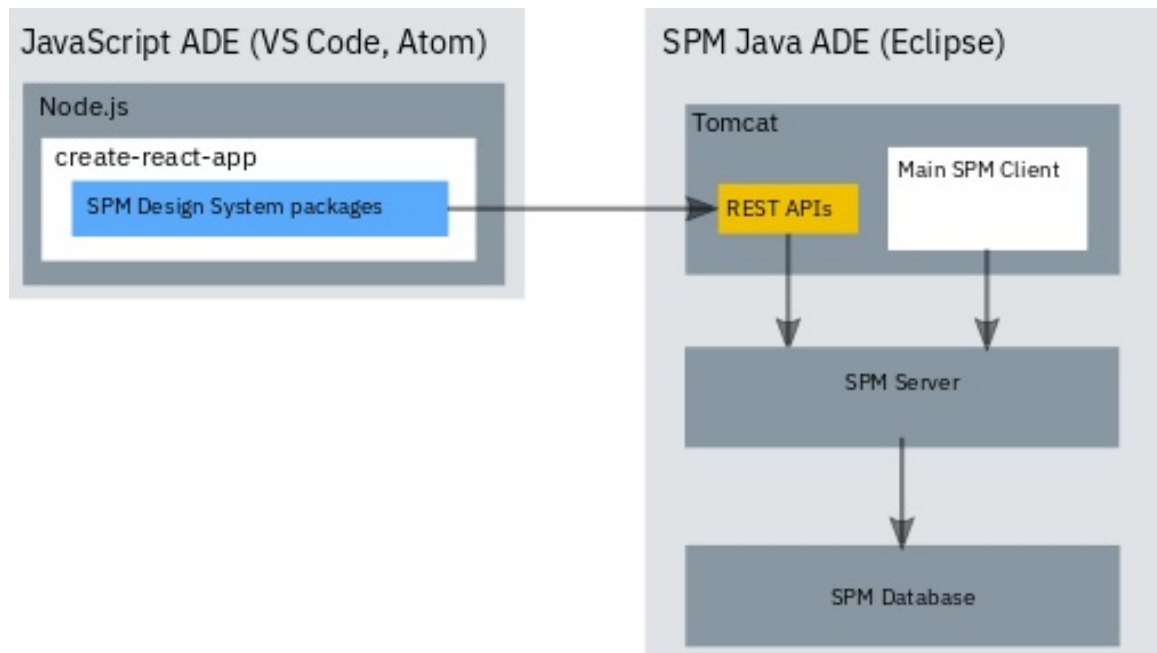 JavaScript ADE (VS Code, Atom)
Node.js
create-react-app
SPM Design System packages
SPM Java ADE (Eclipse)
Tomcat
Main SPM Client
REST APIs
SPM Server
SPM Database